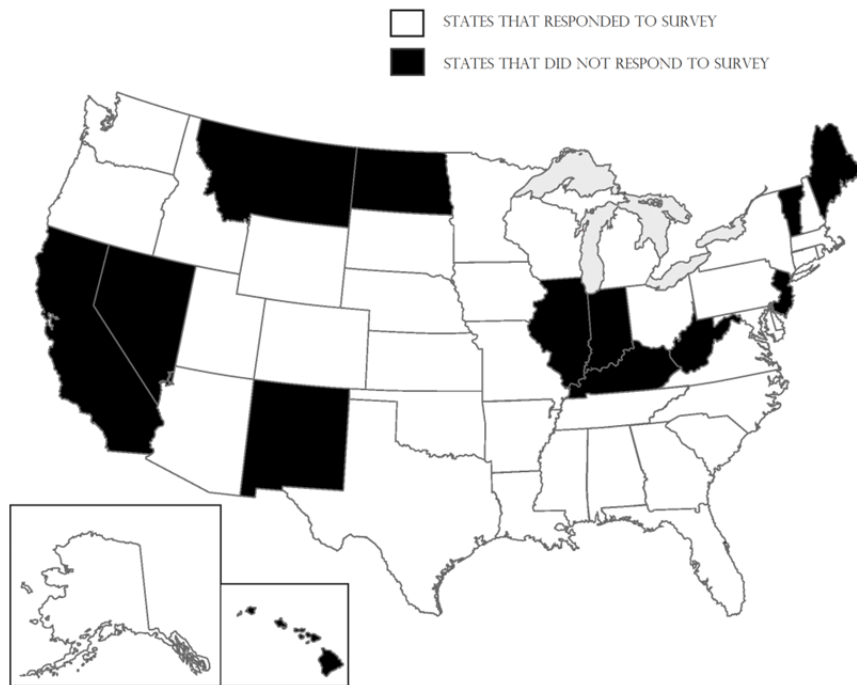 STATES THAT RESPONDED TO SURVEY
STATES THAT DID NOT RESPOND TO SURVEY